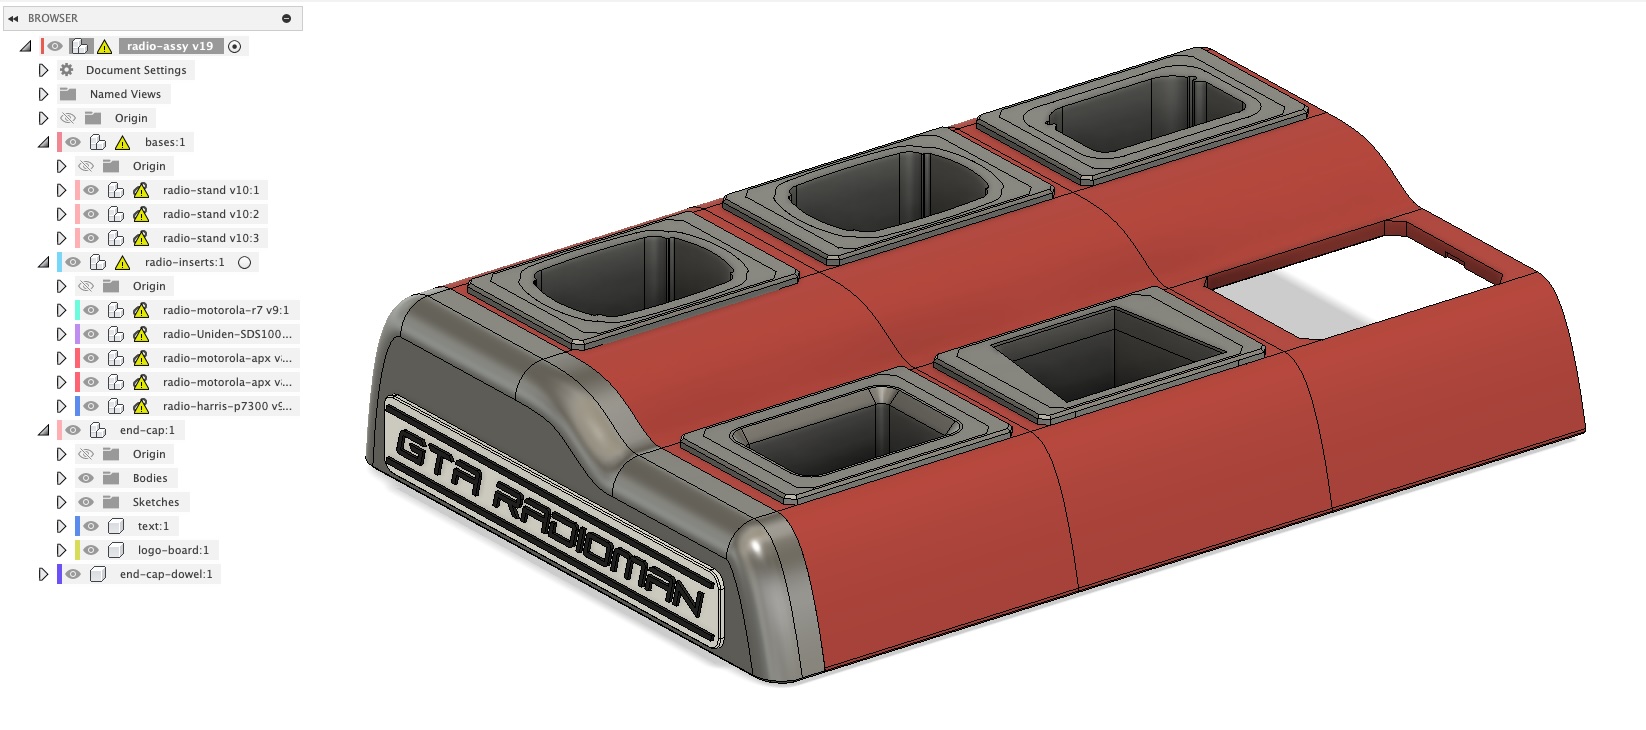 BROWSER
radio-assy v19
Document Settings
Named Views
Origin
bases:1
Origin
radio-stand v10:1
radio-stand v10:2
radio-stand v10:3
radio-inserts:1
Origin
radio-motorola-r7 v9:1
radio-Uniden-SDS100...
radio-motorola-apx v...
radio-motorola-apx v...
radio-harris-p7300 v9...
end-cap:1
Origin
Bodies
Sketches
text:1
logo-board:1
end-cap-dowel:1
GTA RADIOMAN